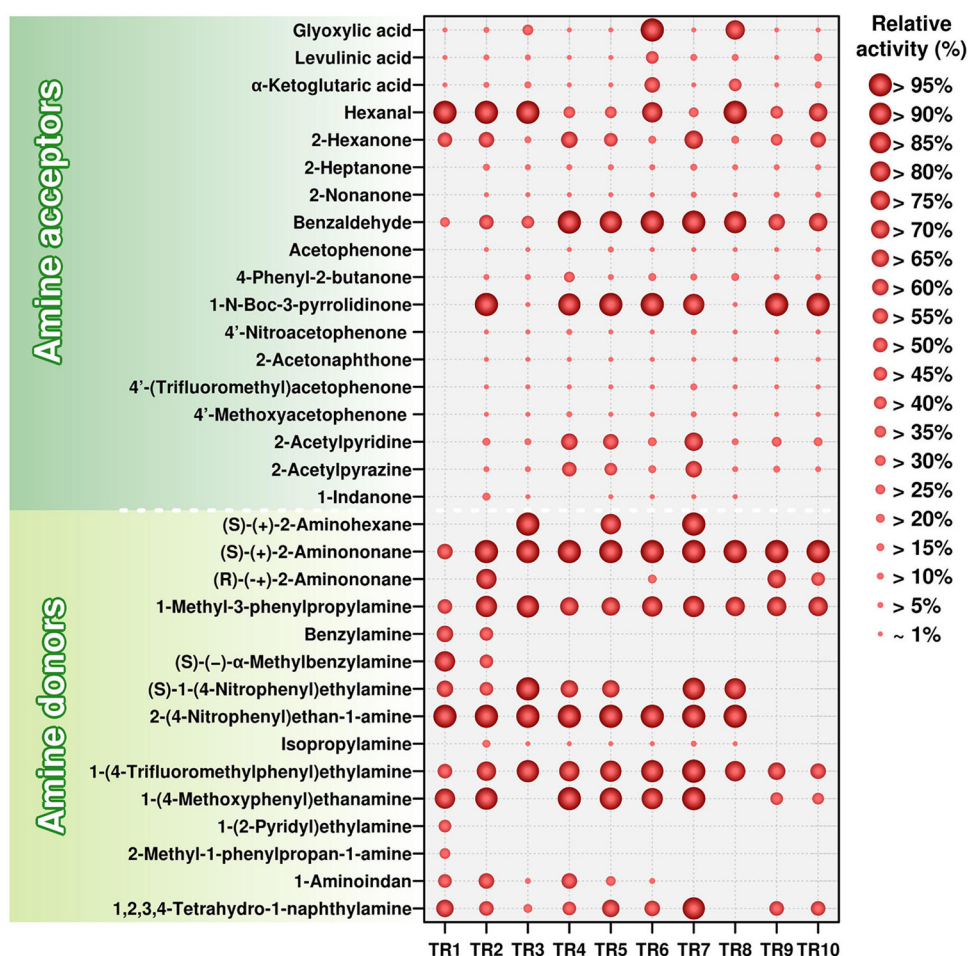 Amine acceptors
Glyoxylic acid
Levulinic acid
α-Ketoglutaric acid
Hexanal
2-Hexanone
2-Heptanone
2-Nonanone
Benzaldehyde
Acetophenone
4-Phenyl-2-butanone
1-N-Boc-3-pyrrolidinone
4’-Nitroacetophenone
2-Acetonaphthone
4’-(Trifluoromethyl)acetophenone
4’-Methoxyacetophenone
2-Acetylpyridine
2-Acetylpyrazine
1-Indanone
Amine donors
(S)-(+)-2-Aminohexane
(S)-(+)-2-Aminononane
(R)-(-+)-2-Aminononane
1-Methyl-3-phenylpropylamine
Benzylamine
(S)-(−)-α-Methylbenzylamine
(S)-1-(4-Nitrophenyl)ethylamine
2-(4-Nitrophenyl)ethan-1-amine
Isopropylamine
1-(4-Trifluoromethylphenyl)ethylamine
1-(4-Methoxyphenyl)ethanamine
1-(2-Pyridyl)ethylamine
2-Methyl-1-phenylpropan-1-amine
1-Aminoindan
1,2,3,4-Tetrahydro-1-naphthylamine
TR1 TR2 TR3 TR4 TR5 TR6 TR7 TR8 TR9 TR10
Relative
activity (%)
> 95%
> 90%
> 85%
> 80%
> 75%
> 70%
> 65%
> 60%
> 55%
> 50%
> 45%
> 40%
> 35%
> 30%
> 25%
> 20%
> 15%
> 10%
> 5%
~ 1%